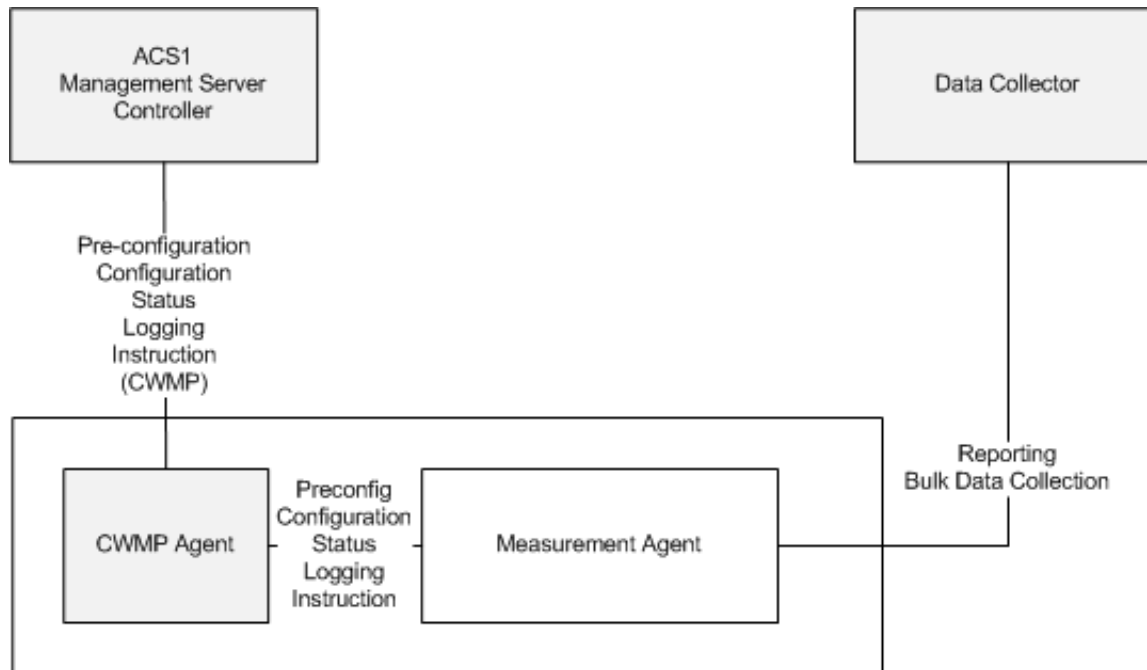 ACS1
Management Server
Controller
Data Collector
Pre-configuration
Configuration
Status
Logging
Instruction
(CWMP)
Reporting
Bulk Data Collection
CWMP Agent
Preconfig
Configuration
Status
Logging
Instruction
Measurement Agent